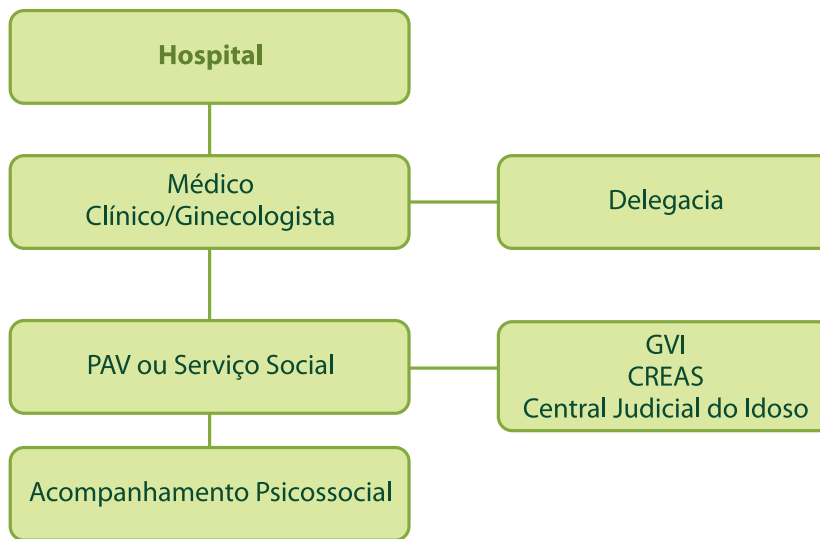 Hospital
Médico
Clínico/Ginecologista
Delegacia
PAV ou Serviço Social
GVI
CREAS
Central Judicial do Idoso
Acompanhamento Psicossocial